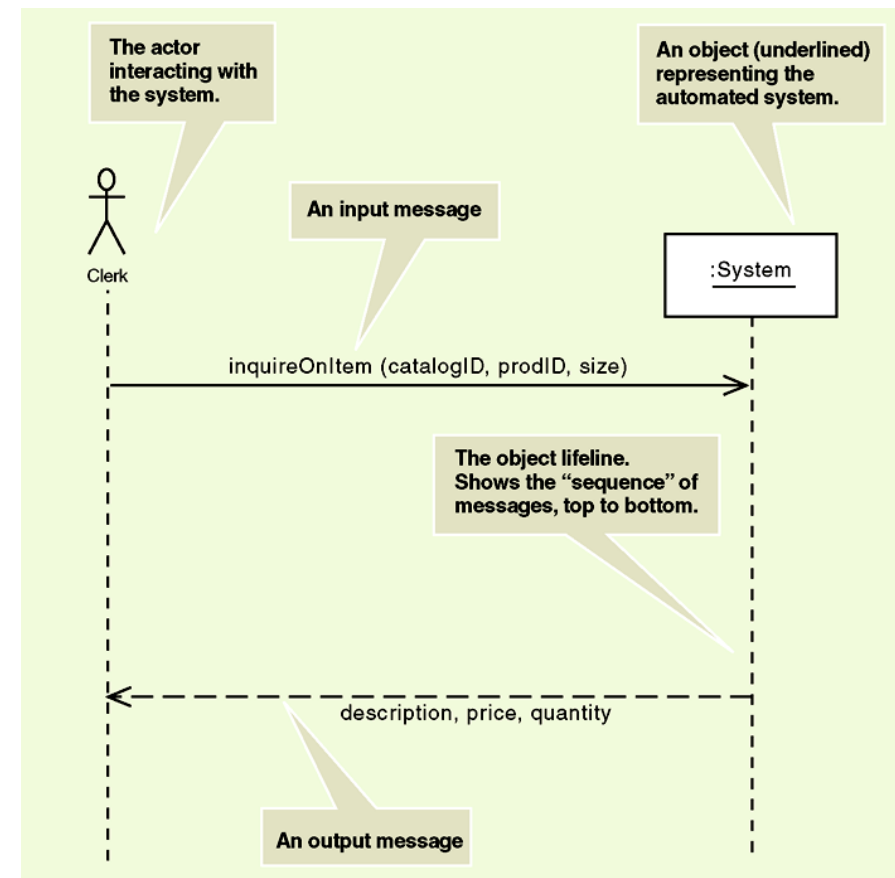 The actor
interacting with
the system.
An object (underlined)
representing the
automated system.
An input message
Clerk
:System
inquireOnItem (catalogID, prodID, size)
The object lifeline.
Shows the “sequence” of
messages, top to bottom.
description, price, quantity
An output message